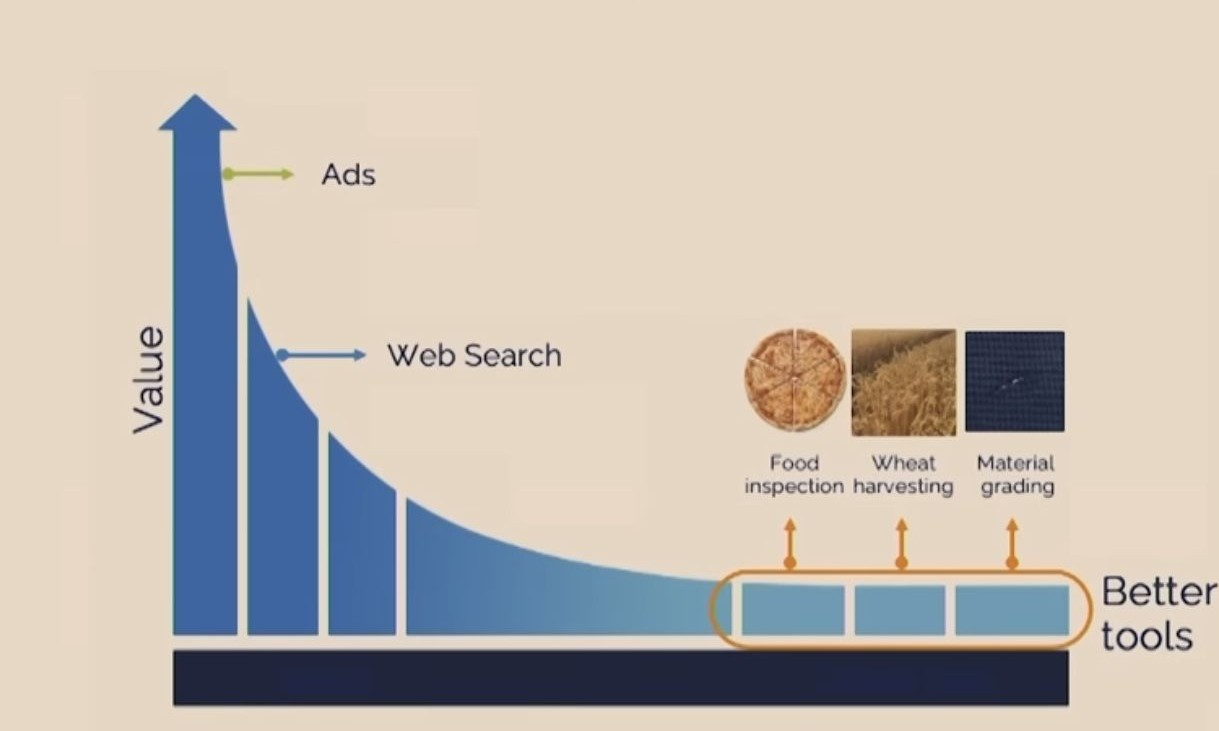 Ads
Value
Web Search
Food
inspection
Wheat
harvesting
Material
grading
Better
tools